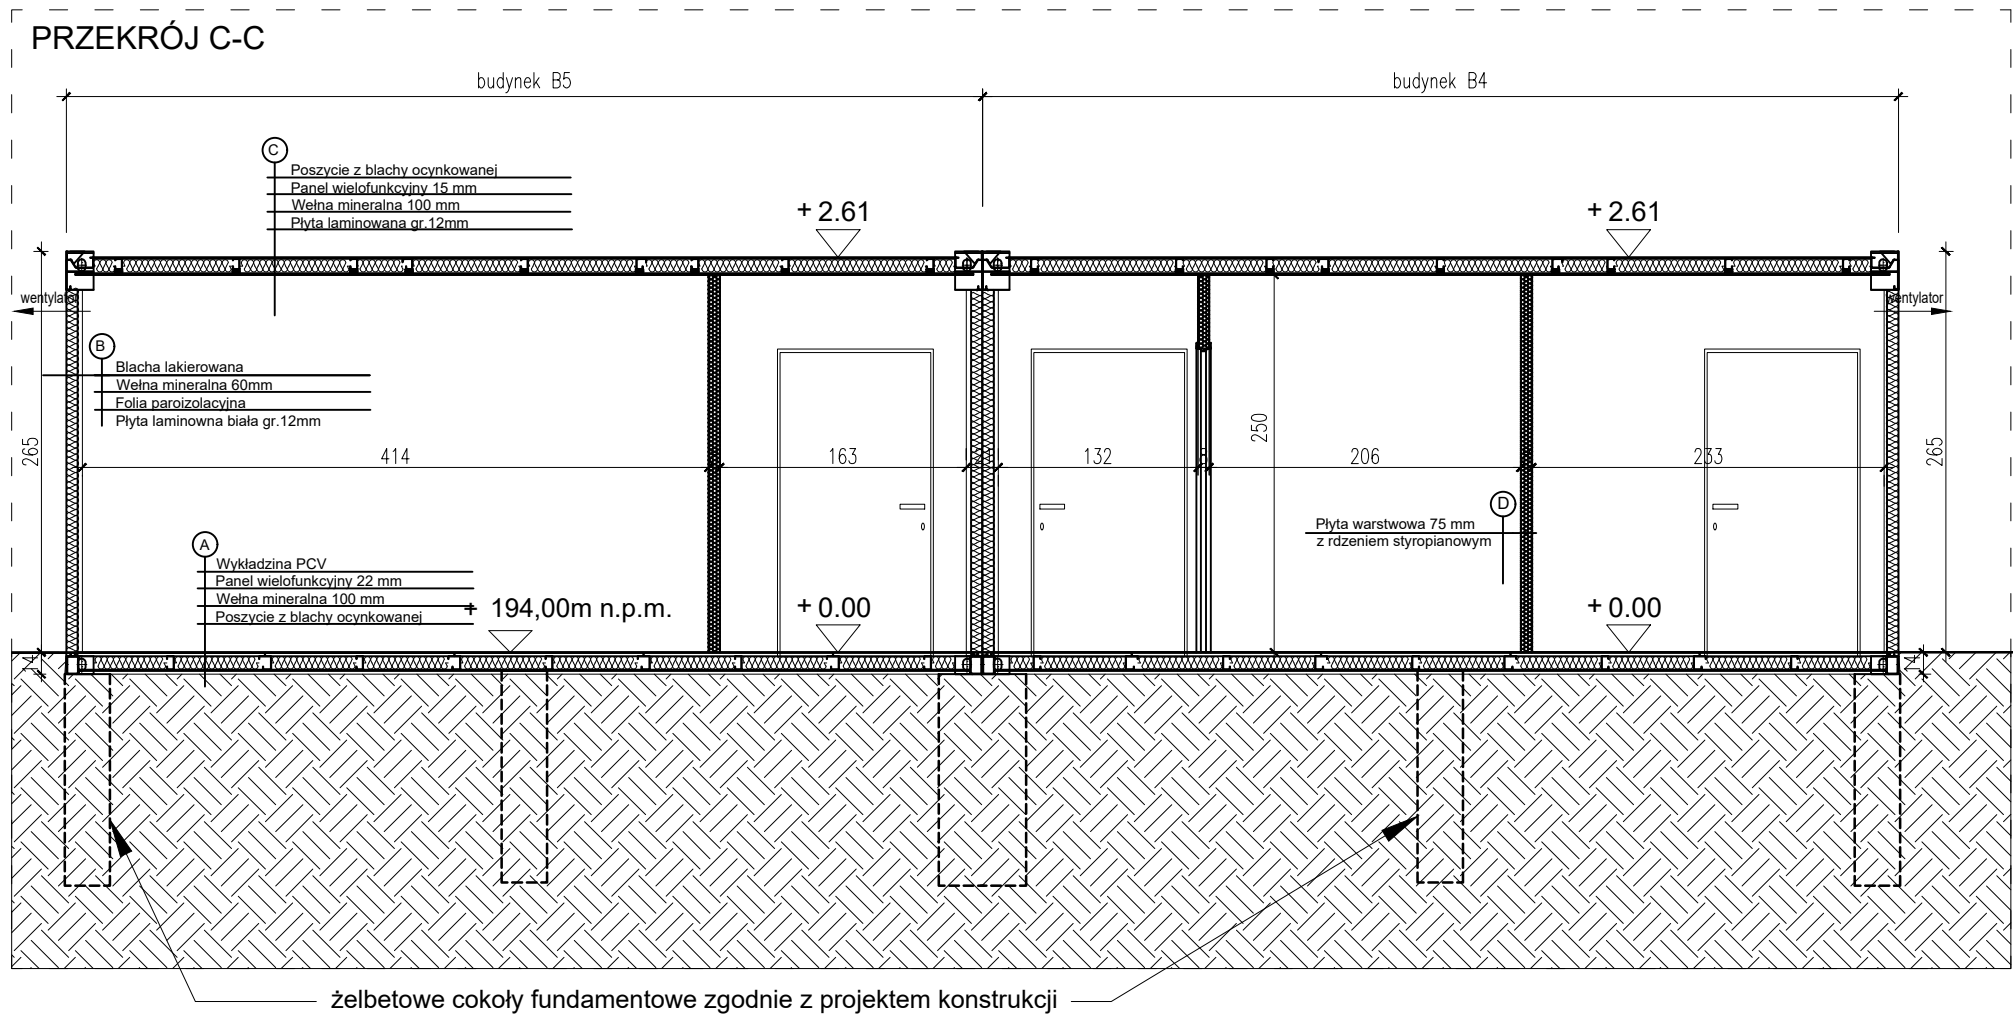 PRZEKRÓJ C-C
budynek B5
budynek B4
C
Poszycie z blachy ocynkowanej
Panel wielofunkcyjny 15 mm
Wełna mineralna 100 mm
Płyta laminowana gr.12mm
+ 2.61
+ 2.61
wentylator
wentylator
B
Blacha lakierowana
Wełna mineralna 60mm
Folia paroizolacyjna
Płyta laminowna biała gr.12mm
265
414
163
132
250
206
233
265
D
Płyta warstwowa 75 mm
z rdzeniem styropianowym
A
Wykładzina PCV
Panel wielofunkcyjny 22 mm
Wełna mineralna 100 mm
Poszycie z blachy ocynkowanej
+ 194,00m n.p.m.
+ 0.00
+ 0.00
14
14
żelbetowe cokoły fundamentowe zgodnie z projektem konstrukcji